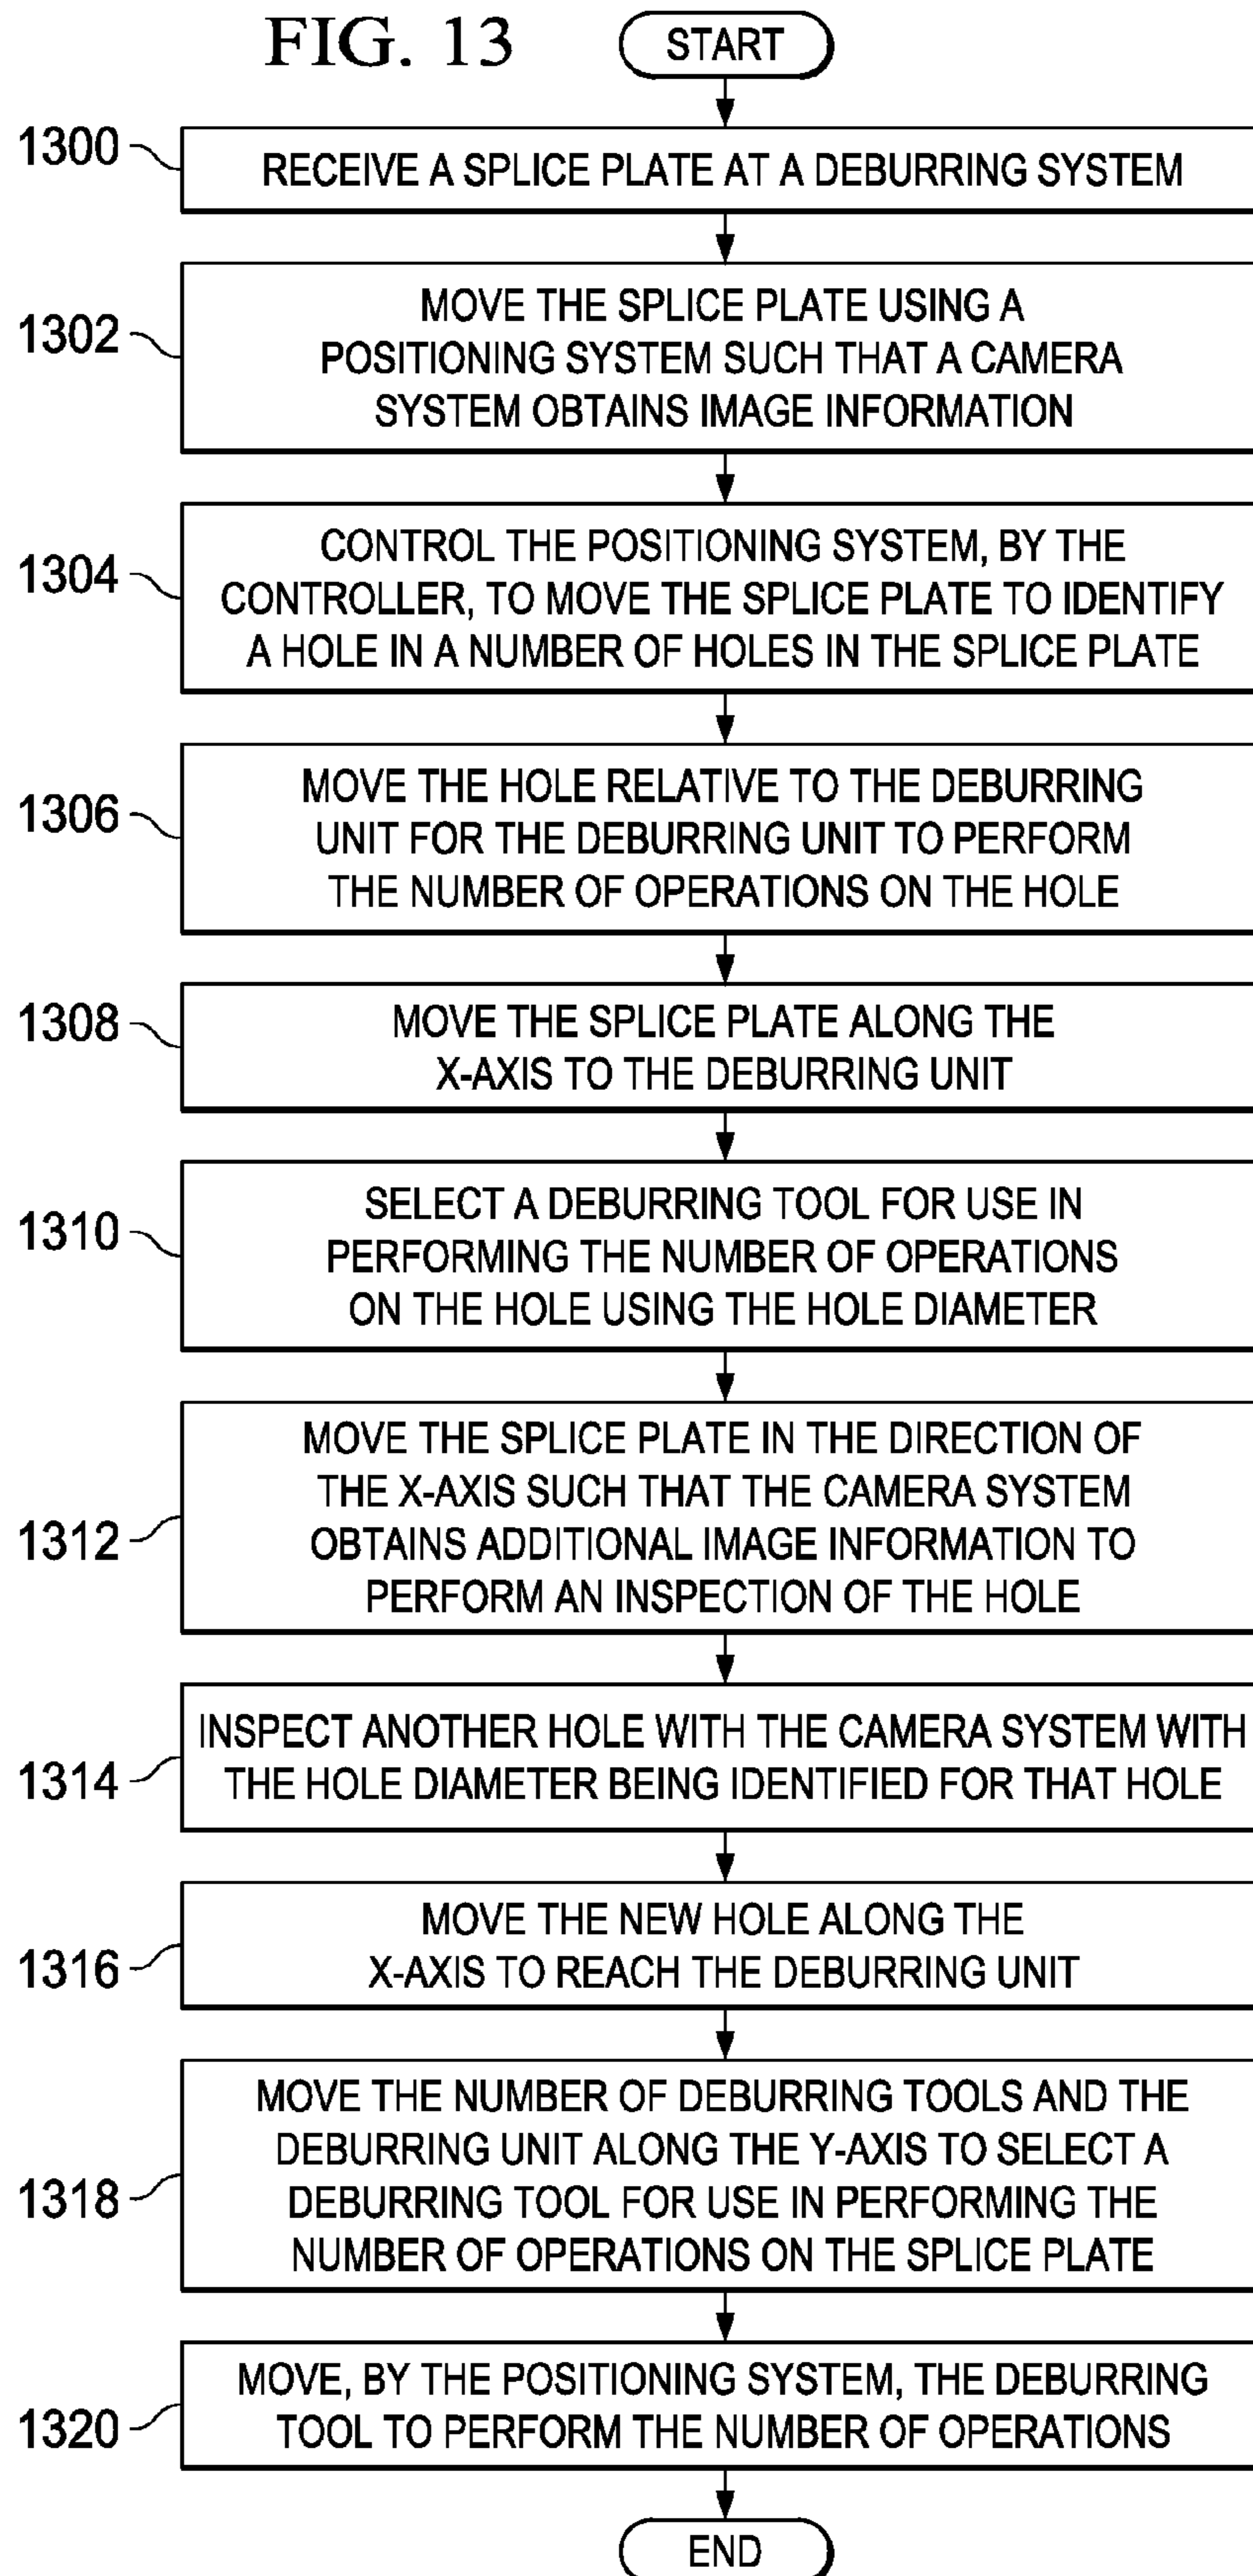 FIG. 13
START
1300
RECEIVE A SPLICE PLATE AT A DEBURRING SYSTEM
1302
MOVE THE SPLICE PLATE USING A
POSITIONING SYSTEM SUCH THAT A CAMERA
SYSTEM OBTAINS IMAGE INFORMATION
1304
CONTROL THE POSITIONING SYSTEM, BY THE
CONTROLLER, TO MOVE THE SPLICE PLATE TO IDENTIFY
A HOLE IN A NUMBER OF HOLES IN THE SPLICE PLATE
1306
MOVE THE HOLE RELATIVE TO THE DEBURRING
UNIT FOR THE DEBURRING UNIT TO PERFORM
THE NUMBER OF OPERATIONS ON THE HOLE
1308
MOVE THE SPLICE PLATE ALONG THE
X-AXIS TO THE DEBURRING UNIT
1310
SELECT A DEBURRING TOOL FOR USE IN
PERFORMING THE NUMBER OF OPERATIONS
ON THE HOLE USING THE HOLE DIAMETER
1312
MOVE THE SPLICE PLATE IN THE DIRECTION OF
THE X-AXIS SUCH THAT THE CAMERA SYSTEM
OBTAINS ADDITIONAL IMAGE INFORMATION TO
PERFORM AN INSPECTION OF THE HOLE
1314
INSPECT ANOTHER HOLE WITH THE CAMERA SYSTEM WITH
THE HOLE DIAMETER BEING IDENTIFIED FOR THAT HOLE
1316
MOVE THE NEW HOLE ALONG THE
X-AXIS TO REACH THE DEBURRING UNIT
1318
MOVE THE NUMBER OF DEBURRING TOOLS AND THE
DEBURRING UNIT ALONG THE Y-AXIS TO SELECT A
DEBURRING TOOL FOR USE IN PERFORMING THE
NUMBER OF OPERATIONS ON THE SPLICE PLATE
1320
MOVE, BY THE POSITIONING SYSTEM, THE DEBURRING
TOOL TO PERFORM THE NUMBER OF OPERATIONS
END